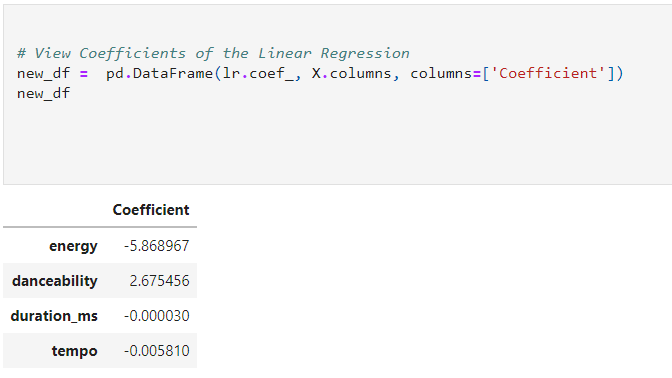 # View Coefficients of the Linear Regression
new_df =  pd.DataFrame(lr.coef_, X.columns, columns=['Coefficient'])
new_df
Coefficient
energy -5.868967
danceability 2.675456
duration_ms -0.000030
tempo -0.005810